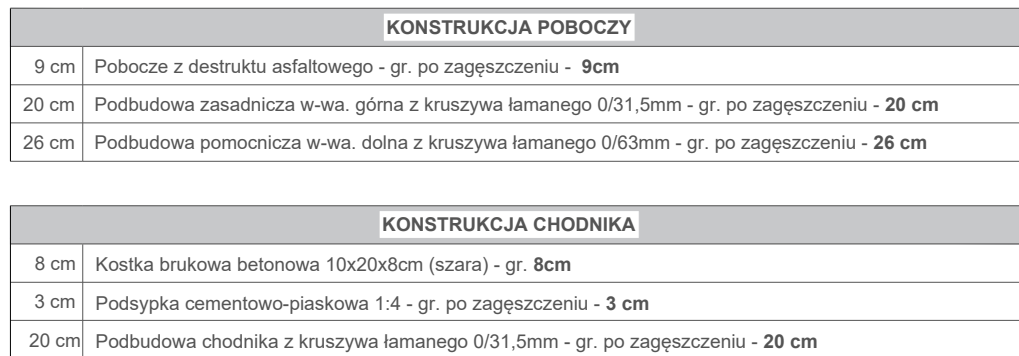 KONSTRUKCJA POBOCZY
9 cm Pobocze z destruktu asfaltowego - gr. po zagęszczeniu - 9cm
20 cm Podbudowa zasadnicza w-wa. górna z kruszywa łamanego 0/31,5mm - gr. po zagęszczeniu - 20 cm
26 cm Podbudowa pomocnicza w-wa. dolna z kruszywa łamanego 0/63mm - gr. po zagęszczeniu - 26 cm
KONSTRUKCJA CHODNIKA
8 cm Kostka brukowa betonowa 10x20x8cm (szara) - gr. 8cm
3 cm Podsypka cementowo-piaskowa 1:4 - gr. po zagęszczeniu - 3 cm
20 cm Podbudowa chodnika z kruszywa łamanego 0/31,5mm - gr. po zagęszczeniu - 20 cm